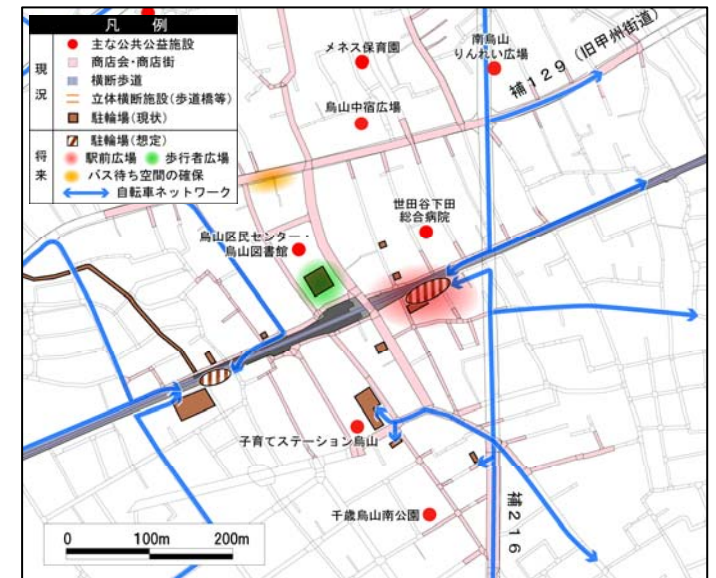 凡 例
現況
主な公共公益施設
商店会・商店街
横断歩道
立体横断施設(歩道橋等)
駐輪場(現状)
将来
駐輪場(想定)
駅前広場 歩行者広場
バス待ち空間の確保
自転車ネットワーク
メネス保育園
南烏山
りんれい広場
補129(旧甲州街道)
烏山中宿広場
世田谷下田
総合病院
烏山区民センター・
烏山図書館
子育てステーション烏山
千歳烏山南公園
補216
0 100m 200m